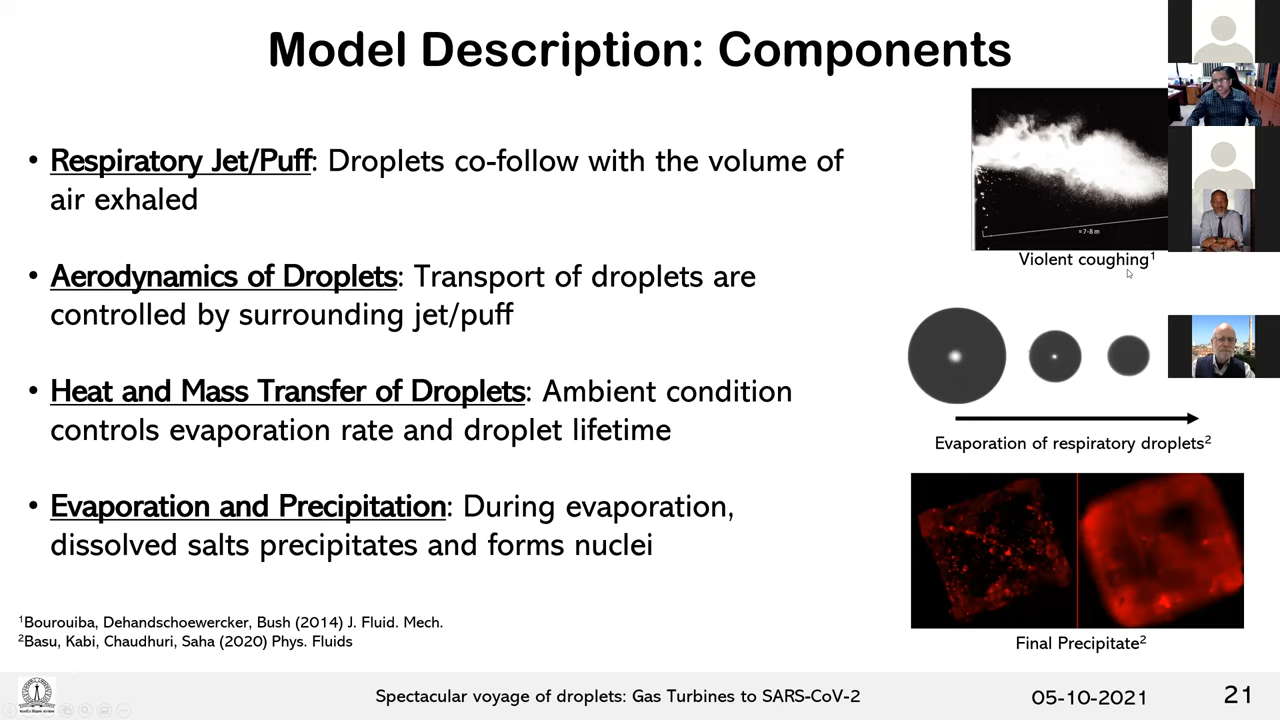 Model Description: Components
• Respiratory Jet/Puff: Droplets co-follow with the volume of
air exhaled
• Aerodynamics of Droplets: Transport of droplets are
controlled by surrounding jet/puff
• Heat and Mass Transfer of Droplets: Ambient condition
controls evaporation rate and droplet lifetime
• Evaporation and Precipitation: During evaporation,
dissolved salts precipitates and forms nuclei
≈7-8 m
Violent coughing1
Evaporation of respiratory droplets2
Final Precipitate2
1Bourouiba, Dehandschoewercker, Bush (2014) J. Fluid. Mech.
2Basu, Kabi, Chaudhuri, Saha (2020) Phys. Fluids
Spectacular voyage of droplets: Gas Turbines to SARS-CoV-2
05-10-2021
21